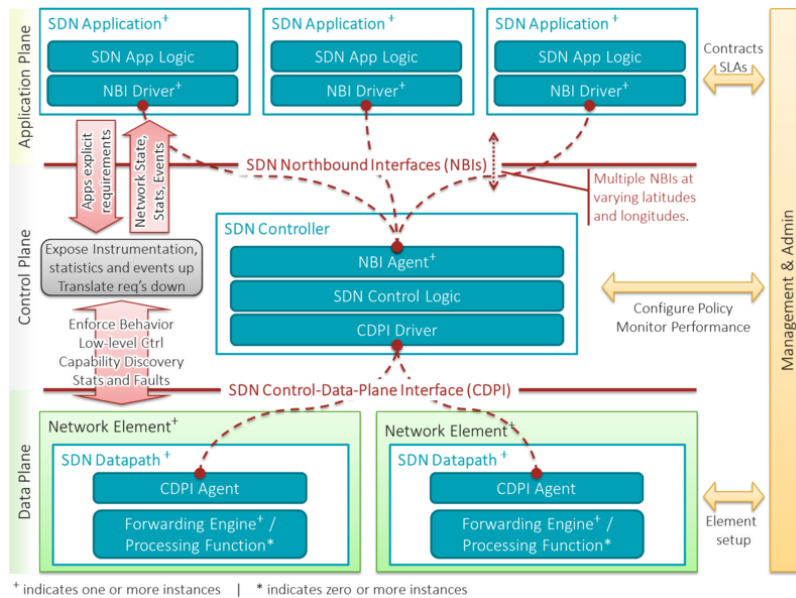 Application Plane
SDN Application+
SDN App Logic
NBI Driver+
SDN Application+
SDN App Logic
NBI Driver+
SDN Application+
SDN App Logic
NBI Driver+
Contracts
SLAs
Apps explicit
requirements
Network State,
Stats, Events
SDN Northbound Interfaces (NBIs)
Multiple NBIs at
varying latitudes
and longitudes.
Control Plane
Expose Instrumentation,
statistics and events up
Translate req's down
SDN Controller
NBI Agent+
SDN Control Logic
CDPI Driver
Configure Policy
Monitor Performance
Enforce Behavior
Low-level Ctrl
Capability Discovery
Stats and Faults
SDN Control-Data-Plane Interface (CDPI)
Data Plane
Network Element+
SDN Datapath +
CDPI Agent
Forwarding Engine+ /
Processing Function*
Network Element+
SDN Datapath +
CDPI Agent
Forwarding Engine+ /
Processing Function*
Element
setup
Management & Admin
+ indicates one or more instances | * indicates zero or more instances